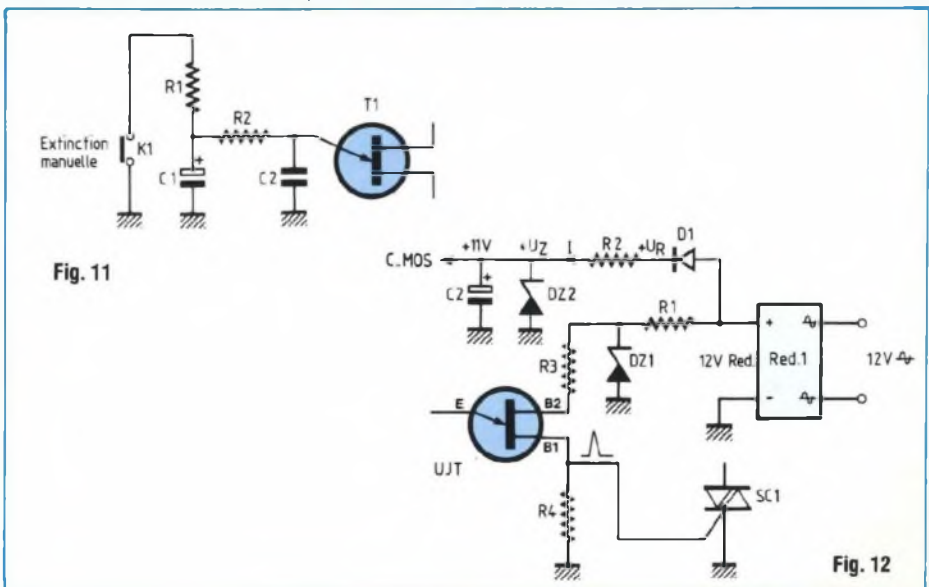 R1
T1
R2
Extinction
manuelle
K1
+
C1
C2
Fig. 11
C.MOS
+11V
+UZ
I
R2
+UR
D1
+
C2
DZ2
R1
R3
DZ1
12V Red.
+
-
Red.1
12V
E
B2
B1
UJT
R4
SC1
Fig. 12